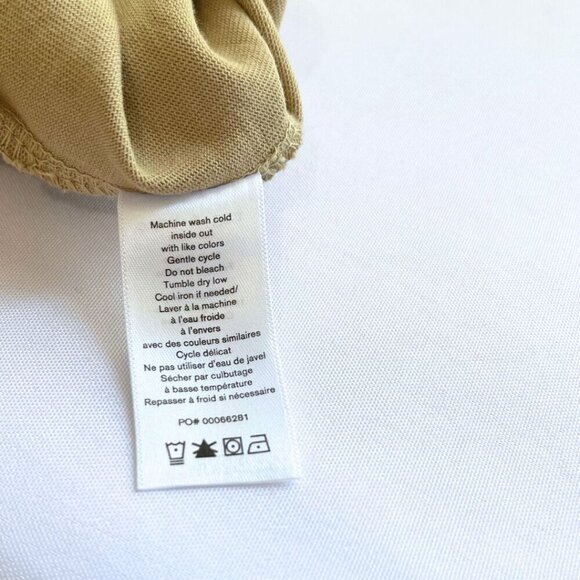 Machine wash cold
inside out
with like colors
Gentle cycle
Do not bleach
Tumble dry low
Cool iron if needed/
Laver à la machine
à l'eau froide
à l'envers
avec des couleurs similaires
Cycle délicat
Ne pas utiliser d'eau de javel
Sécher par culbutage
à basse température
Repasser à froid si nécessaire
PO# 00066281